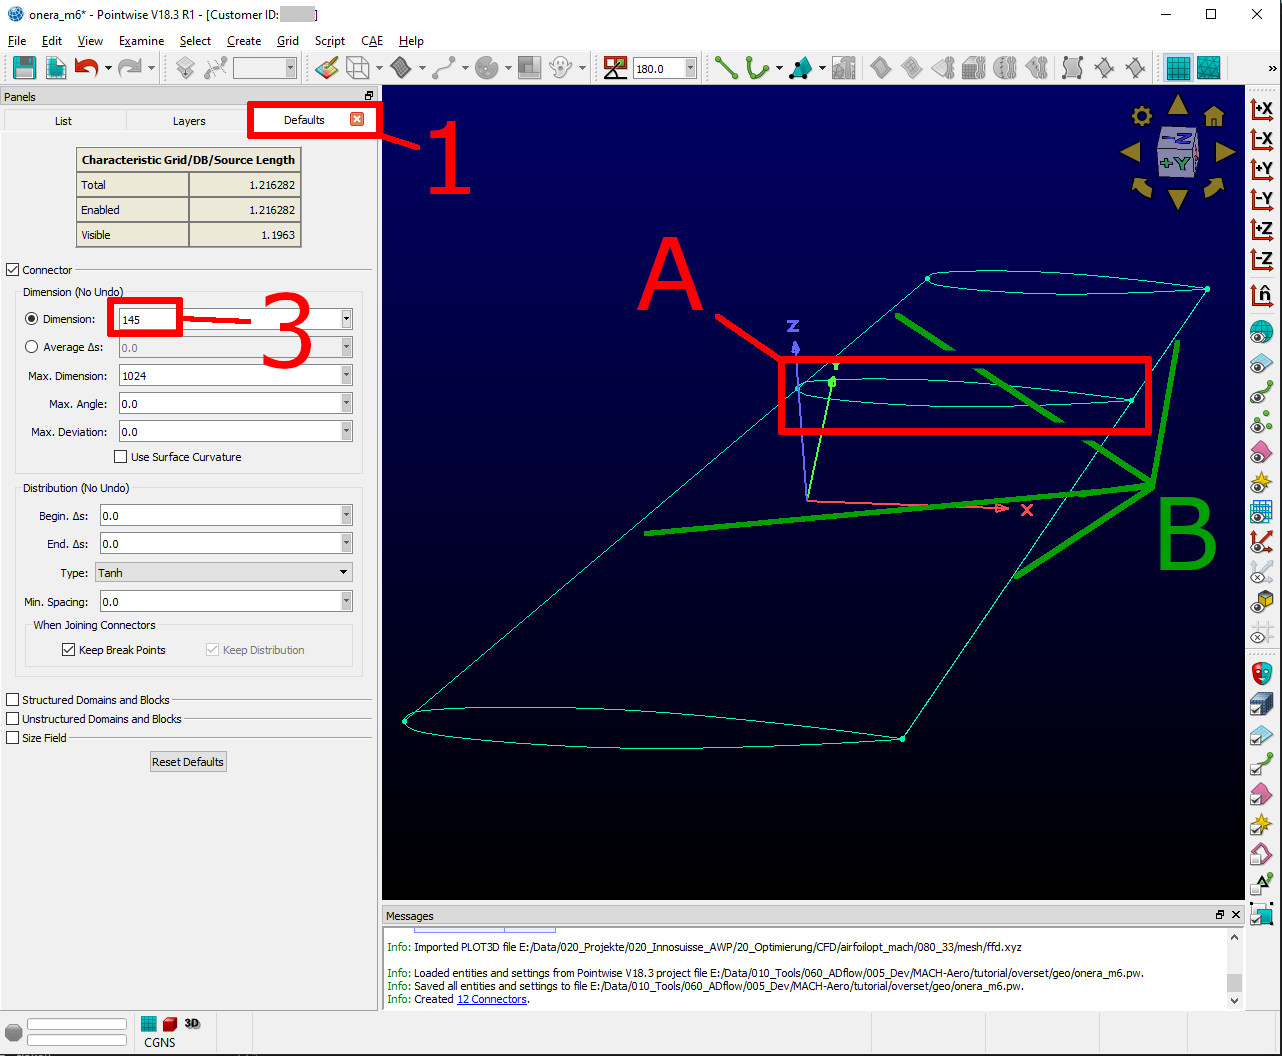 onera_m6* - Pointwise V18.3 R1 - [Customer ID: ]
File Edit View Examine Select Create Grid Script CAE Help
180.0
»
Panels
List Layers Defaults
1
Characteristic Grid/DB/Source Length
Total 1.216282
Enabled 1.216282
Visible 1.1963
Connector
Dimension (No Undo)
Dimension: 145
3
Average Δs: 0.0
Max. Dimension: 1024
Max. Angle: 0.0
Max. Deviation: 0.0
Use Surface Curvature
Distribution (No Undo)
Begin. Δs: 0.0
End. Δs: 0.0
Type: Tanh
Min. Spacing: 0.0
When Joining Connectors
Keep Break Points Keep Distribution
Structured Domains and Blocks
Unstructured Domains and Blocks
Size Field
Reset Defaults
-Z
+Y
A
Z
X
B
+X
-X
+Y
-Y
+Z
-Z
n̂
Messages
Info: Imported PLOT3D file E:/Data/020_Projekte/020_Innosuisse_AWP/20_Optimierung/CFD/airfoilopt_mach/080_33/mesh/ffd.xyz
Info: Loaded entities and settings from Pointwise V18.3 project file E:/Data/010_Tools/060_ADflow/005_Dev/MACH-Aero/tutorial/overset/geo/onera_m6.pw.
Info: Saved all entities and settings to file E:/Data/010_Tools/060_ADflow/005_Dev/MACH-Aero/tutorial/overset/geo/onera_m6.pw.
Info: Created 12 Connectors.
3D
CGNS